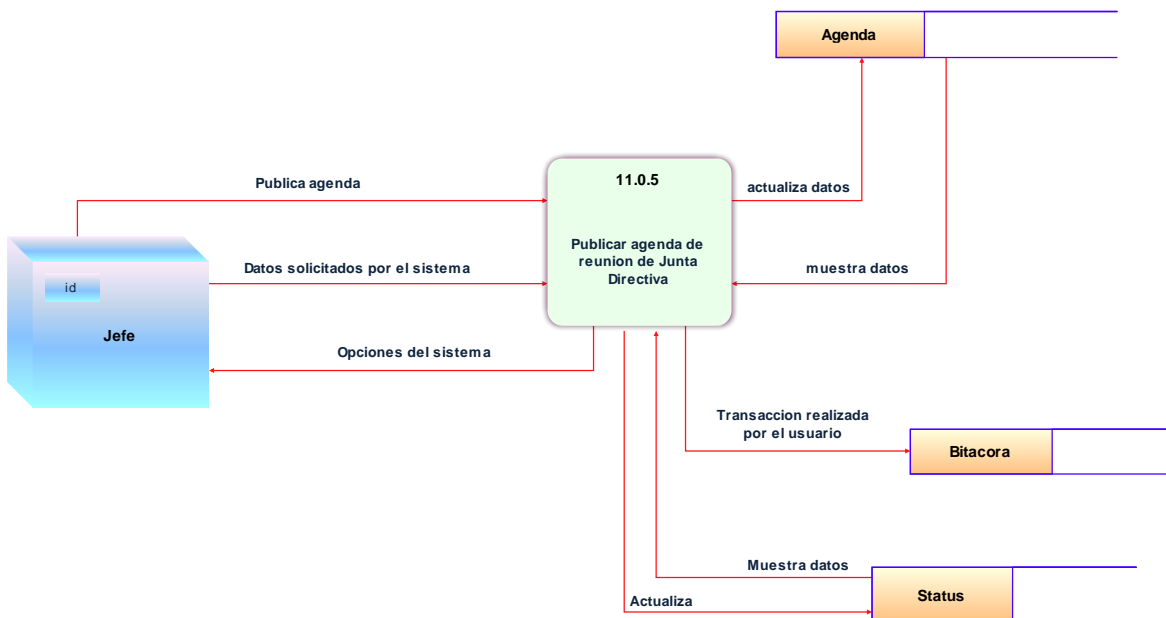 Agenda
Publica agenda
11.0.5
actualiza datos
Publicar agenda de
reunion de Junta
Directiva
Datos solicitados por el sistema
muestra datos
id
Jefe
Opciones del sistema
Transaccion realizada
por el usuario
Bitacora
Muestra datos
Actualiza
Status